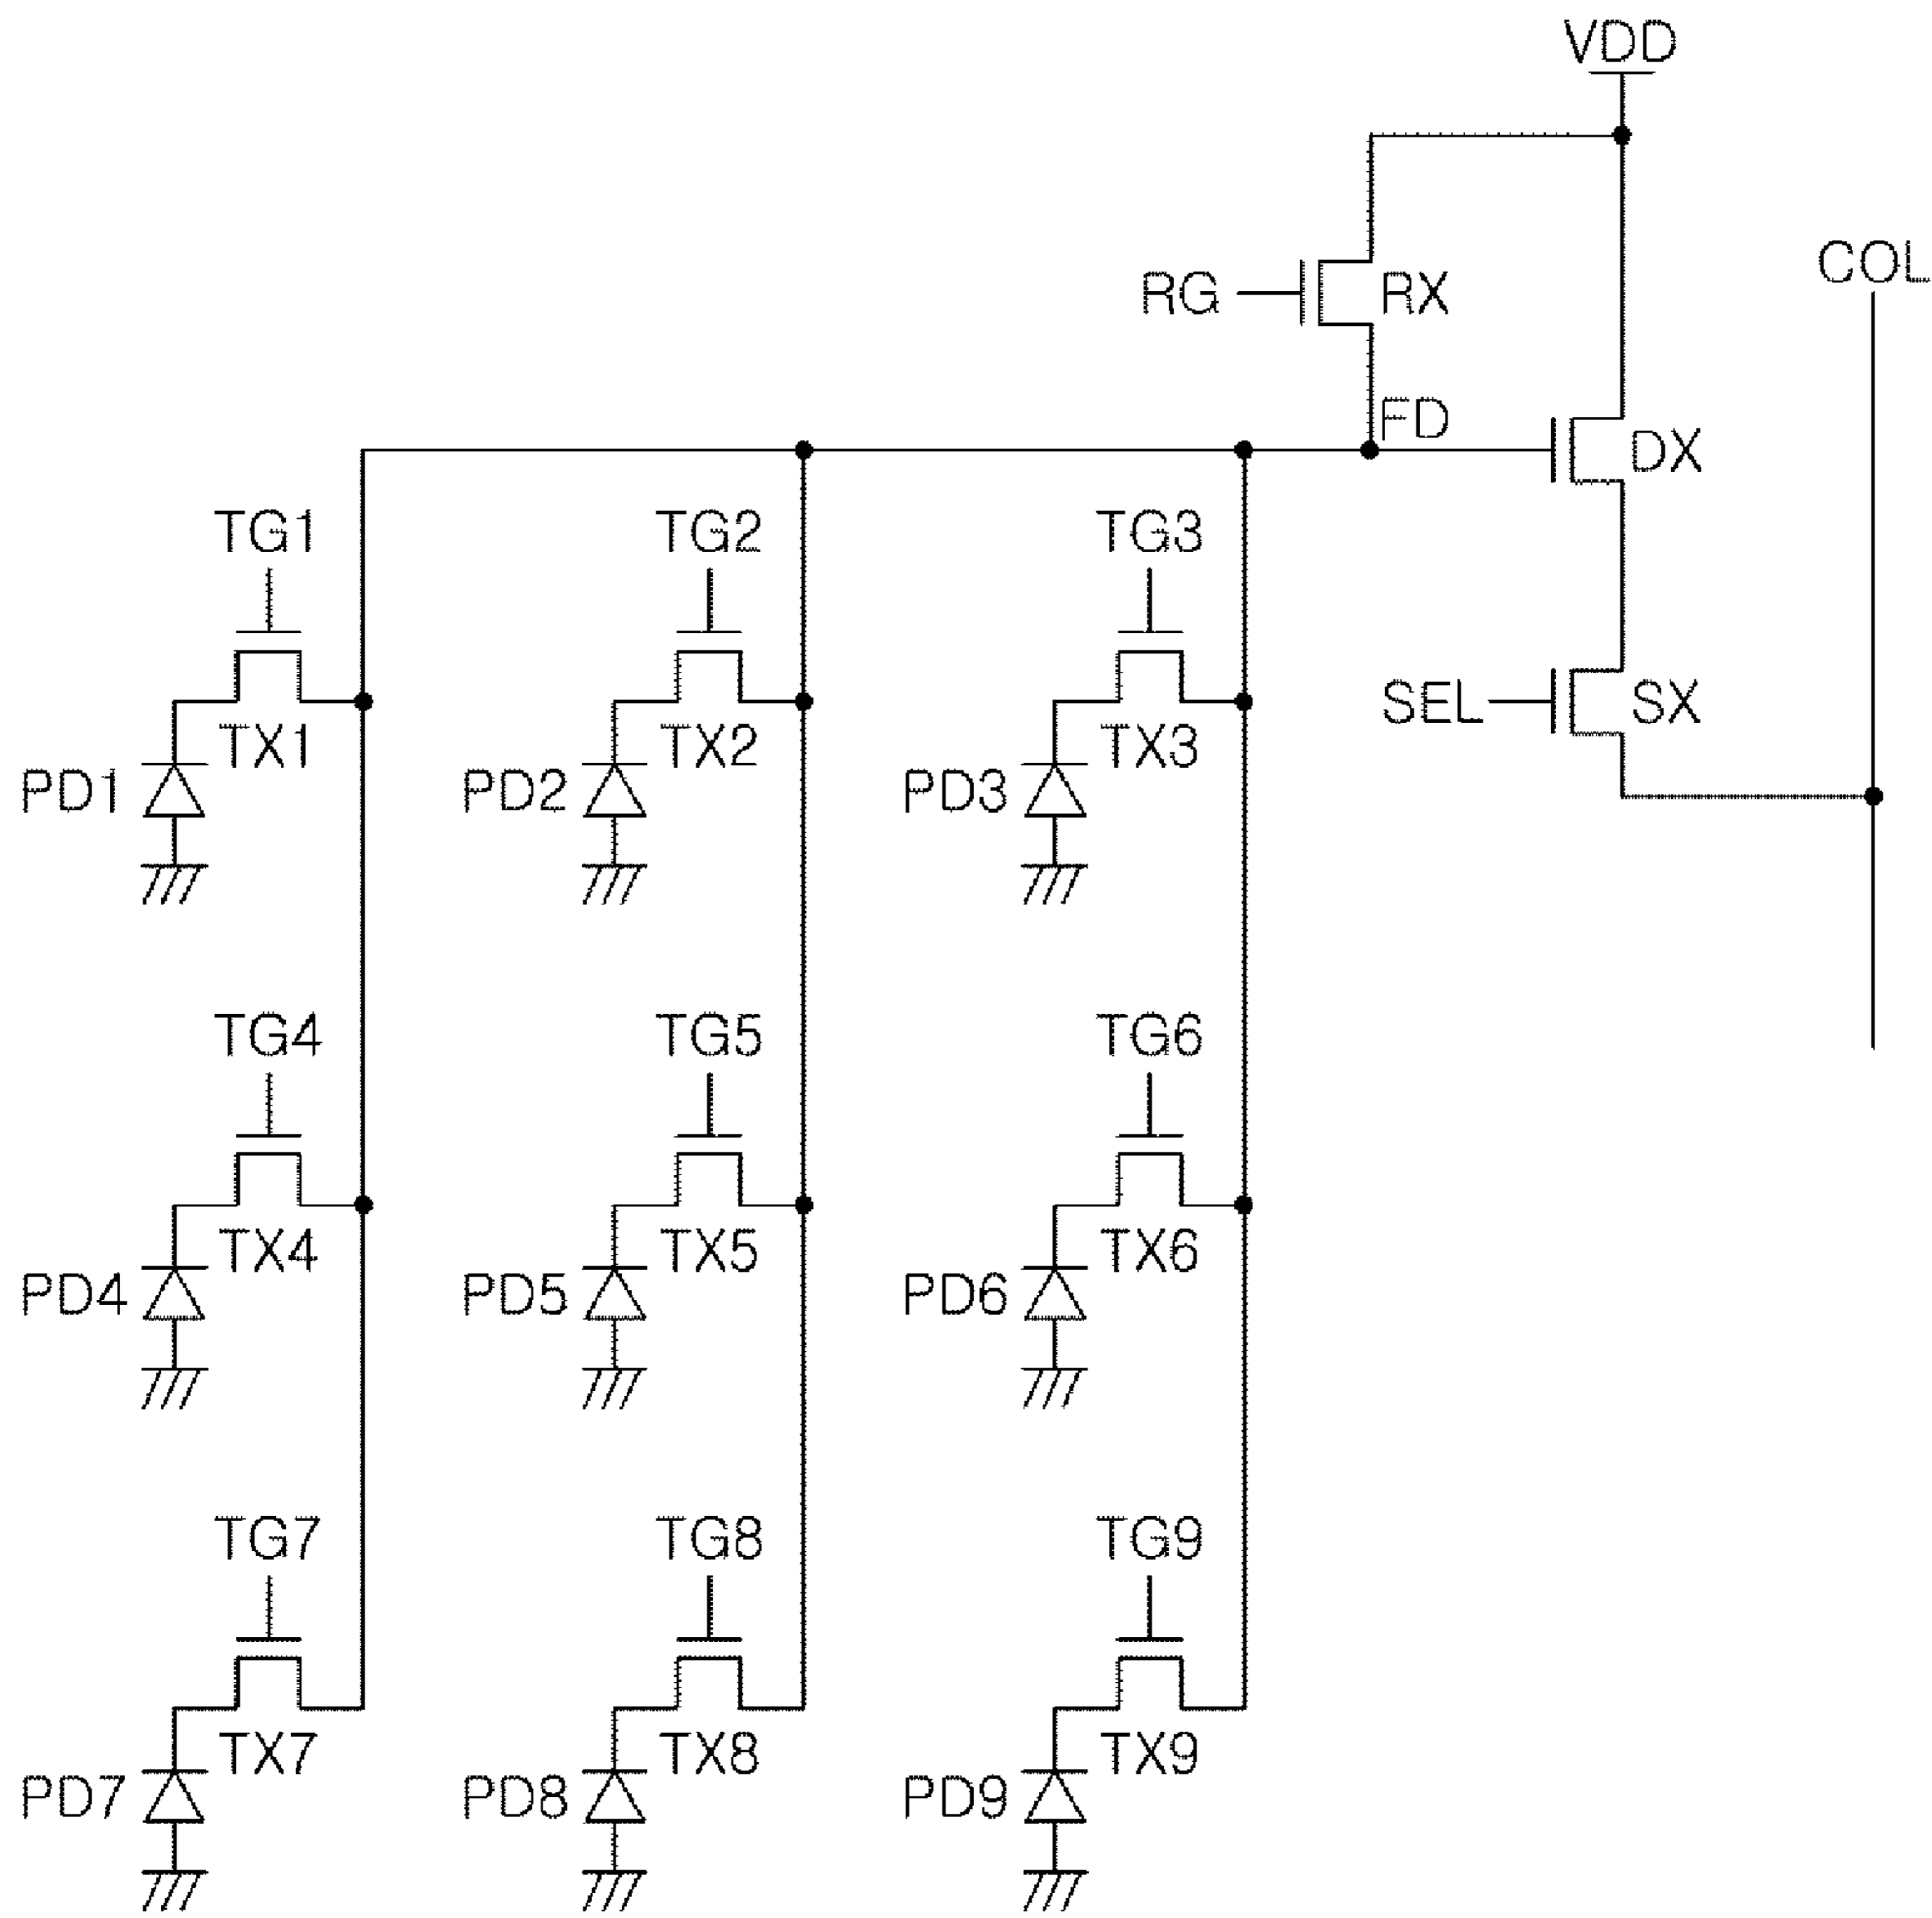 VDD
COL
RG
RX
FD
DX
TG1
TG2
TG3
SEL
SX
TX1
TX2
TX3
PD1
PD2
PD3
TG4
TG5
TG6
TX4
TX5
TX6
PD4
PD5
PD6
TG7
TG8
TG9
TX7
TX8
TX9
PD7
PD8
PD9